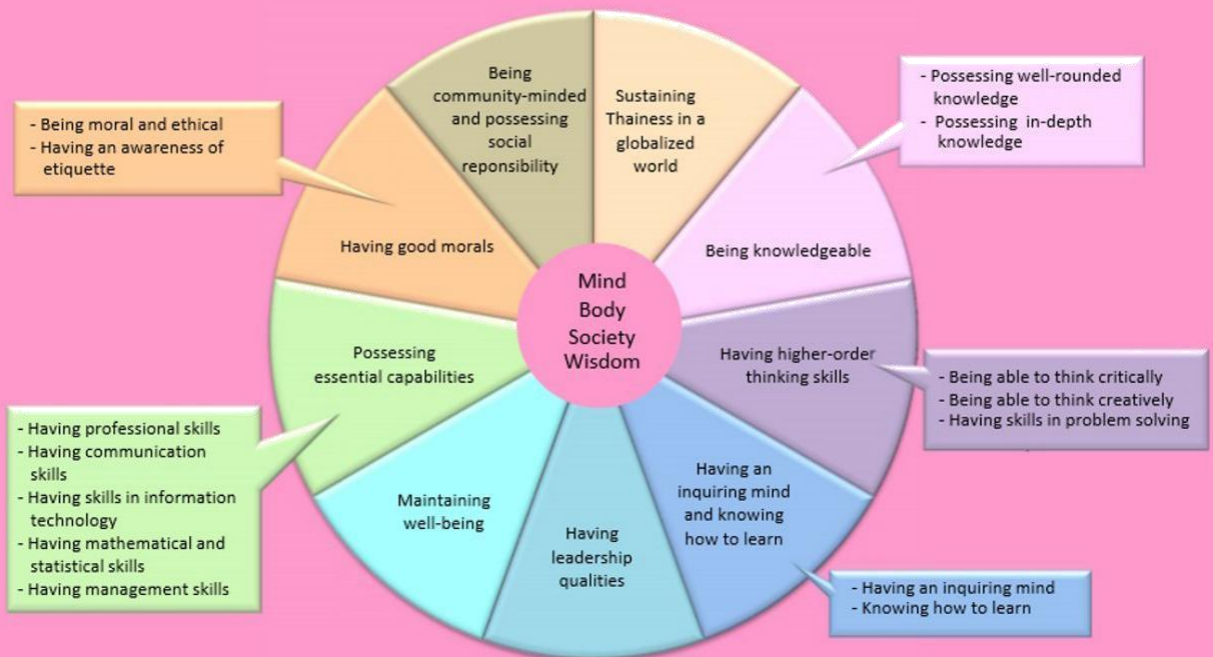 Being
community-minded
and possessing
social
reponsibility
Sustaining
Thainess in a
globalized
world
- Possessing well-rounded
knowledge
- Possessing in-depth
knowledge
Being knowledgeable
Having higher-order
thinking skills
- Being able to think critically
- Being able to think creatively
- Having skills in problem solving
Having an
inquiring mind
and knowing
how to learn
- Having an inquiring mind
- Knowing how to learn
Having
leadership
qualities
Maintaining
well-being
Possessing
essential capabilities
- Having professional skills
- Having communication
skills
- Having skills in information
technology
- Having mathematical and
statistical skills
- Having management skills
Having good morals
- Being moral and ethical
- Having an awareness of
etiquette
Mind
Body
Society
Wisdom